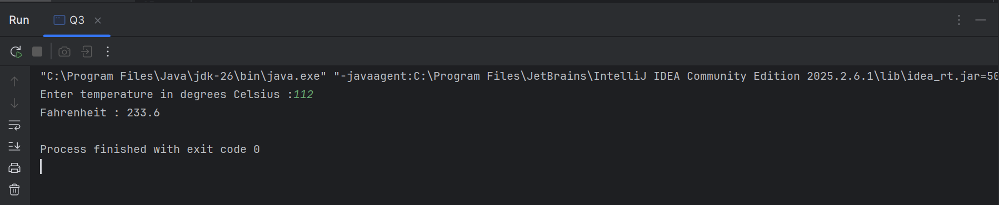 Run Q3
"C:\Program Files\Java\jdk-26\bin\java.exe" "-javaagent:C:\Program Files\JetBrains\IntelliJ IDEA Community Edition 2025.2.6.1\lib\idea_rt.jar=50
Enter temperature in degrees Celsius :112
Fahrenheit : 233.6
Process finished with exit code 0